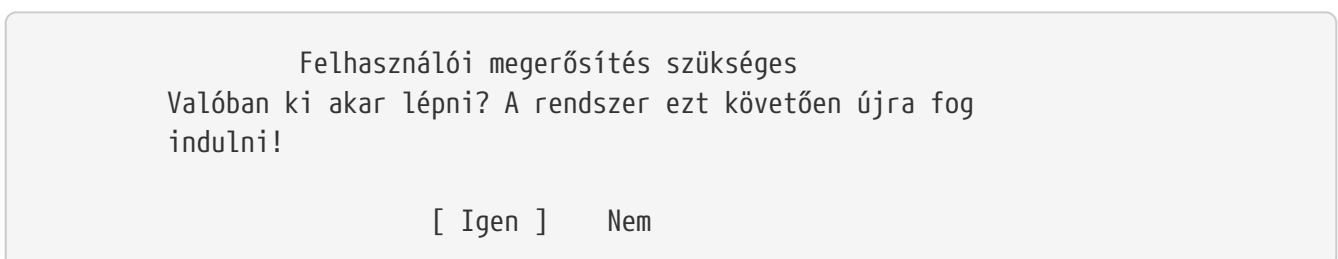 Felhasználói megerősítés szükséges
Valóban ki akar lépni? A rendszer ezt követően újra fog
indulni!
[ Igen ] Nem